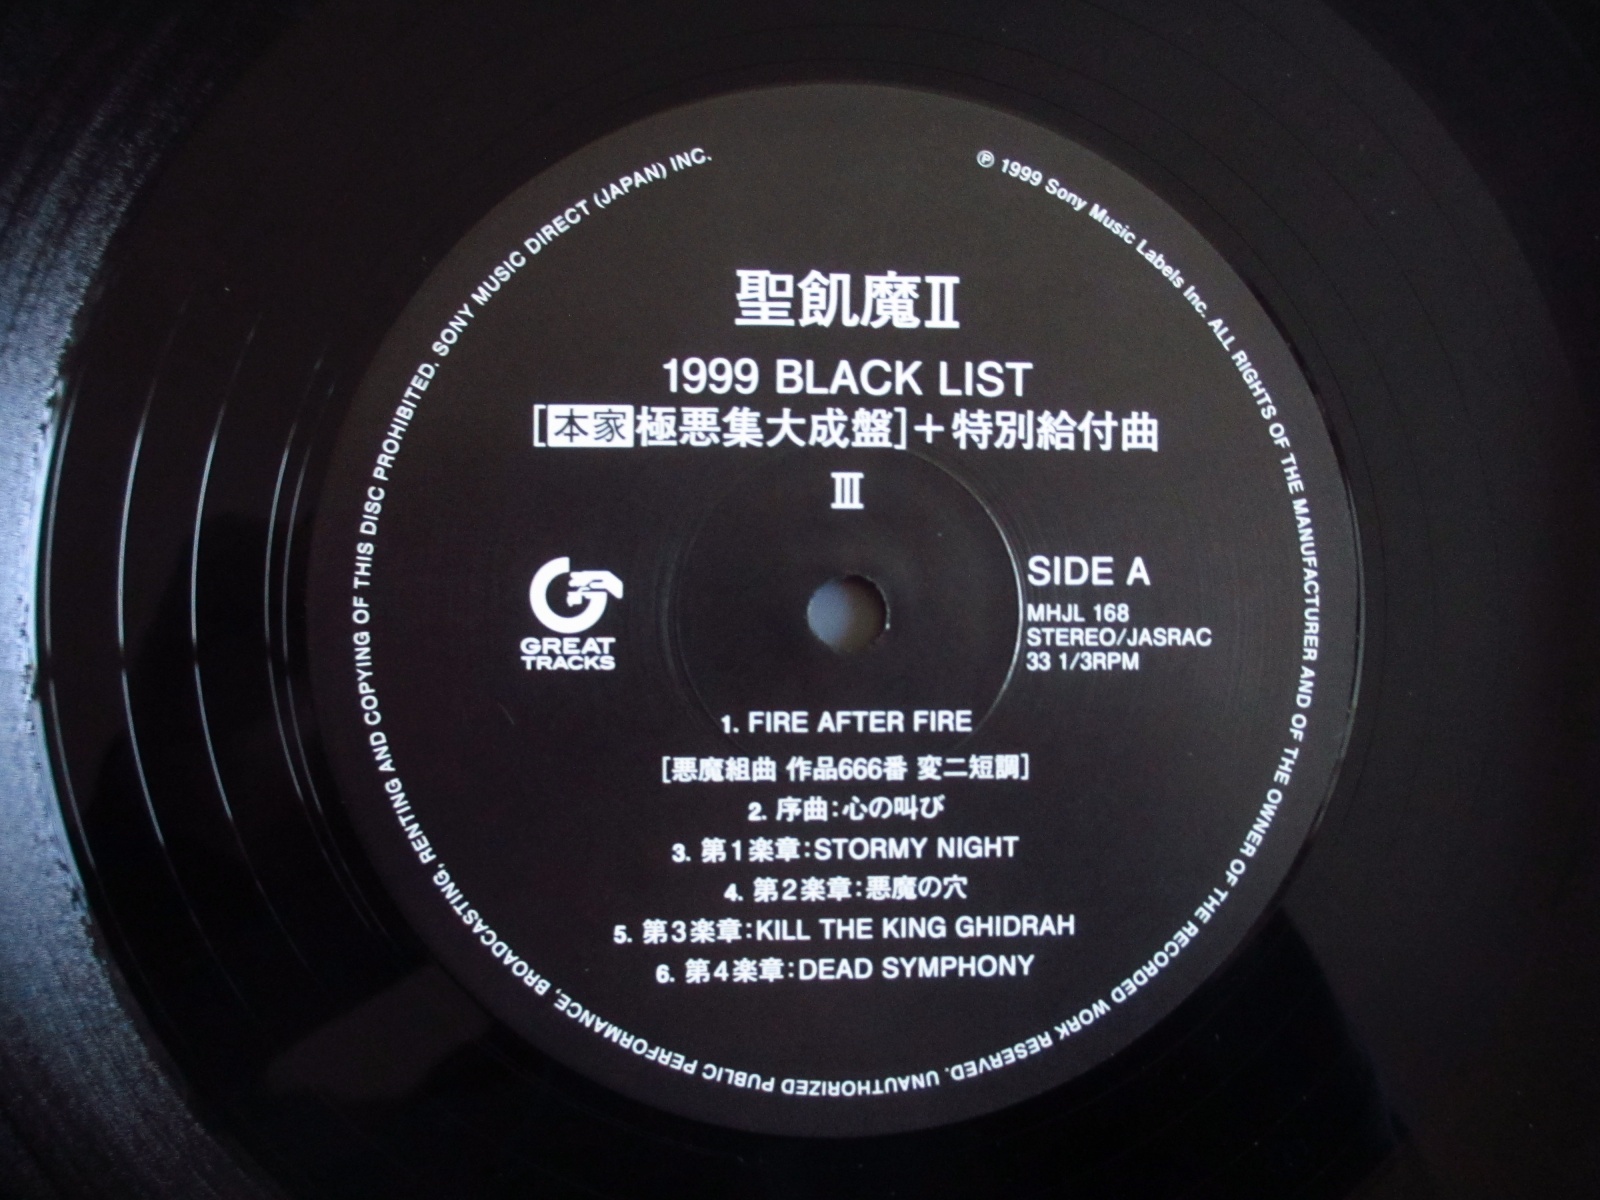 聖飢魔Ⅱ
1999 BLACK LIST
[本家極悪集大成盤]+特別給付曲
Ⅲ
GREAT
TRACKS
SIDE A
MHJL 168
STEREO/JASRAC
33 1/3RPM
1. FIRE AFTER FIRE
[悪魔組曲 作品666番 変ニ短調]
2. 序曲:心の叫び
3. 第1楽章:STORMY NIGHT
4. 第2楽章:悪魔の穴
5. 第3楽章:KILL THE KING GHIDRAH
6. 第4楽章:DEAD SYMPHONY
Ⓟ 1999 Sony Music Labels Inc. ALL RIGHTS OF THE MANUFACTURER AND OF THE OWNER OF THE RECORDED WORK RESERVED. UNAUTHORIZED PUBLIC PERFORMANCE, BROADCASTING, RENTING AND COPYING OF THIS DISC PROHIBITED. SONY MUSIC DIRECT (JAPAN) INC.